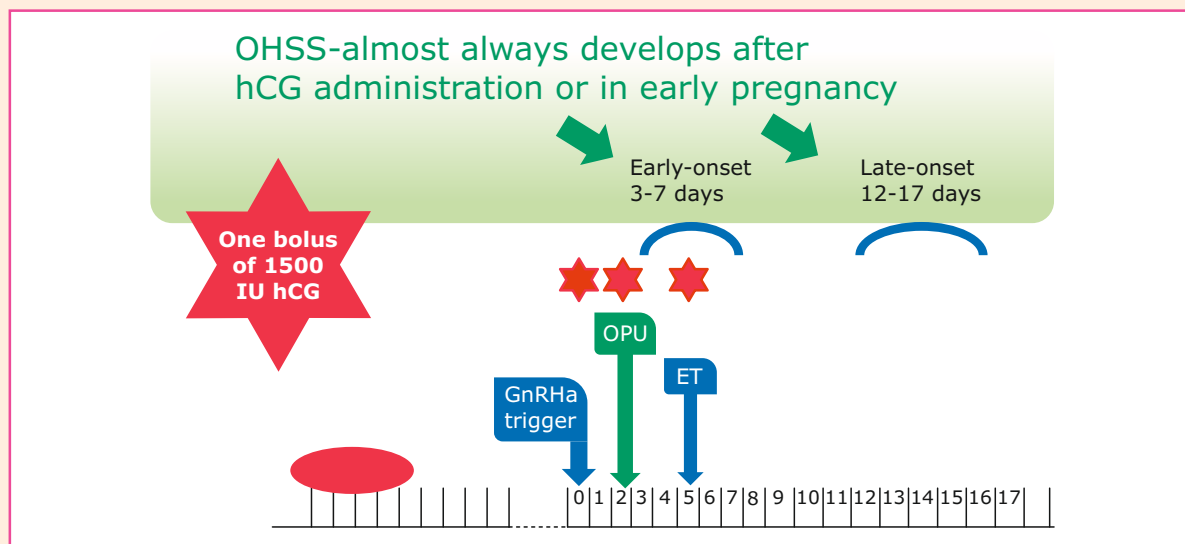 OHSS-almost always develops after
hCG administration or in early pregnancy
Early-onset
3-7 days
Late-onset
12-17 days
One bolus
of 1500
IU hCG
OPU
ET
GnRHa
trigger
0 1 2 3 4 5 6 7 8 9 10 11 12 13 14 15 16 17